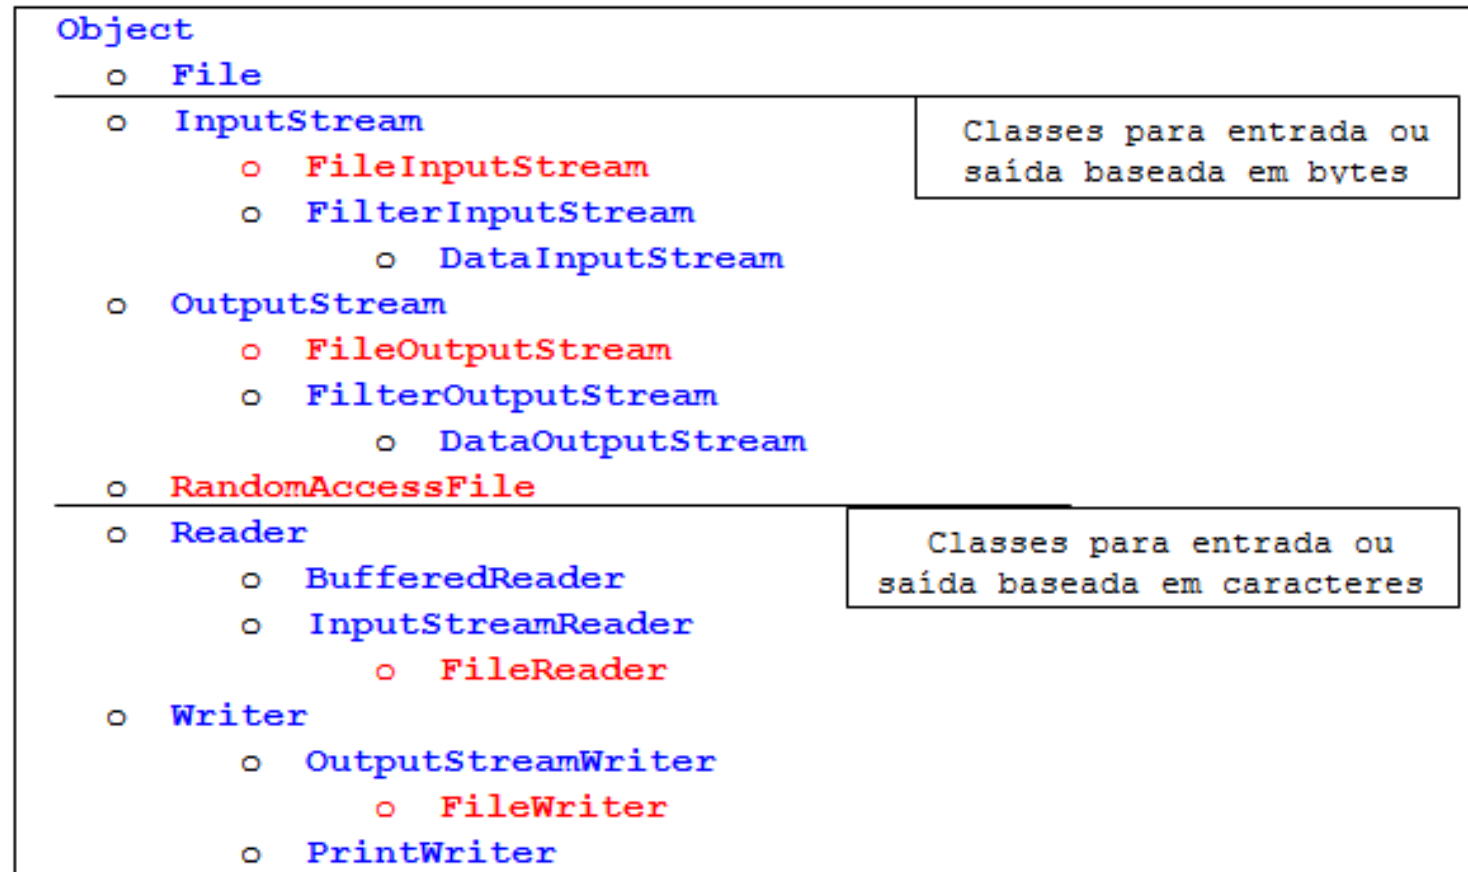 Object
o File
o InputStream
Classes para entrada ou
saída baseada em bytes
o FileInputStream
o FilterInputStream
o DataInputStream
o OutputStream
o FileOutputStream
o FilterOutputStream
o DataOutputStream
o RandomAccessFile
o Reader
Classes para entrada ou
saída baseada em caracteres
o BufferedReader
o InputStreamReader
o FileReader
o Writer
o OutputStreamWriter
o FileWriter
o PrintWriter